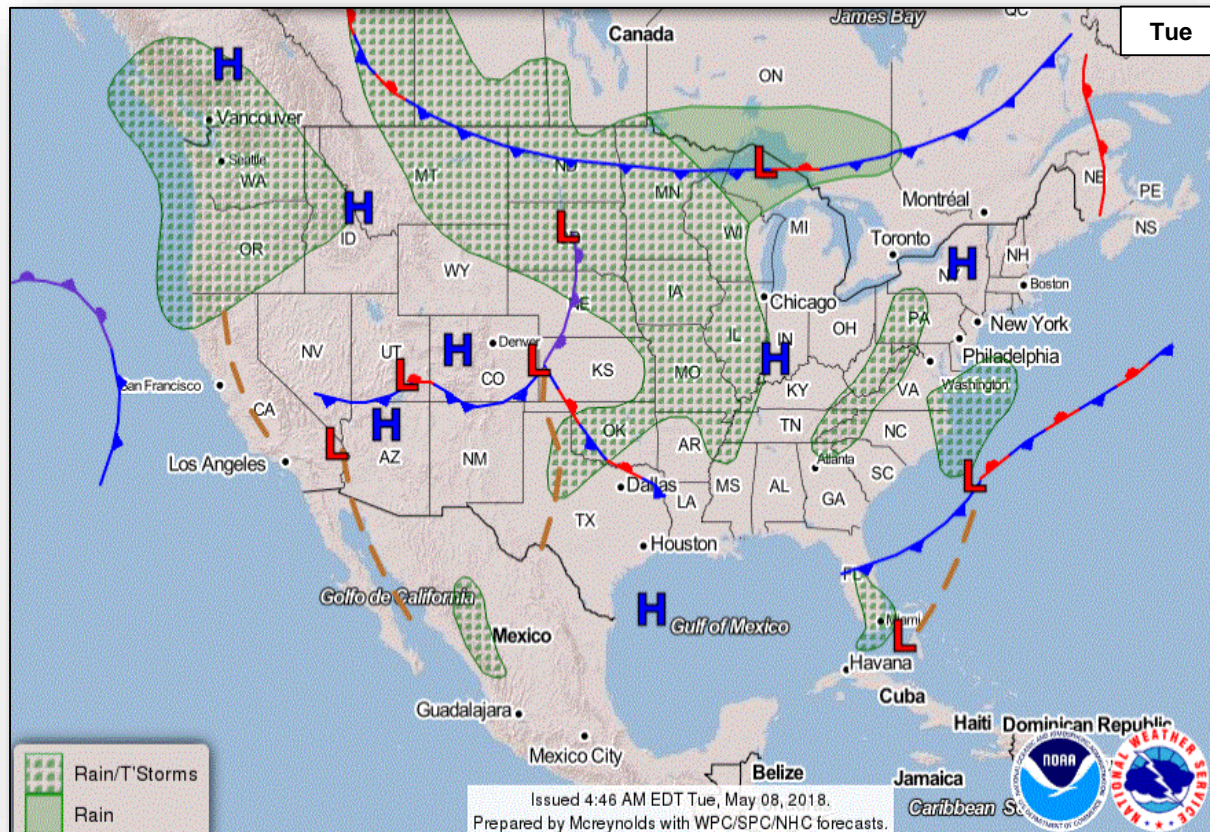 James Bay
QC
Tue
Canada
ON
H
Vancouver
Seattle
WA
MT
ND
MN
L
NB
PE
NS
Montréal
H
ID
OR
L
WI
MI
Toronto
H
NH
Boston
WY
IA
NE
Chicago
New York
PA
OH
IN
IL
H
Philadelphia
NV
UT
H
Denver
CO
L
KS
MO
KY
VA
Washington
San Francisco
CA
L
H
OK
AR
TN
NC
Los Angeles
L
AZ
NM
Atlanta
SC
L
Dallas
LA
MS
AL
GA
TX
Houston
FL
Golfo de California
Mexico
H
Gulf of Mexico
Miami
L
Havana
Cuba
Guadalajara
Haiti
Dominican Republic
Mexico City
Belize
Jamaica
Rain/T'Storms
Rain
Issued 4:46 AM EDT Tue, May 08, 2018.
Prepared by Mcreynolds with WPC/SPC/NHC forecasts.
Caribbean
NOAA
NATIONAL WEATHER SERVICE